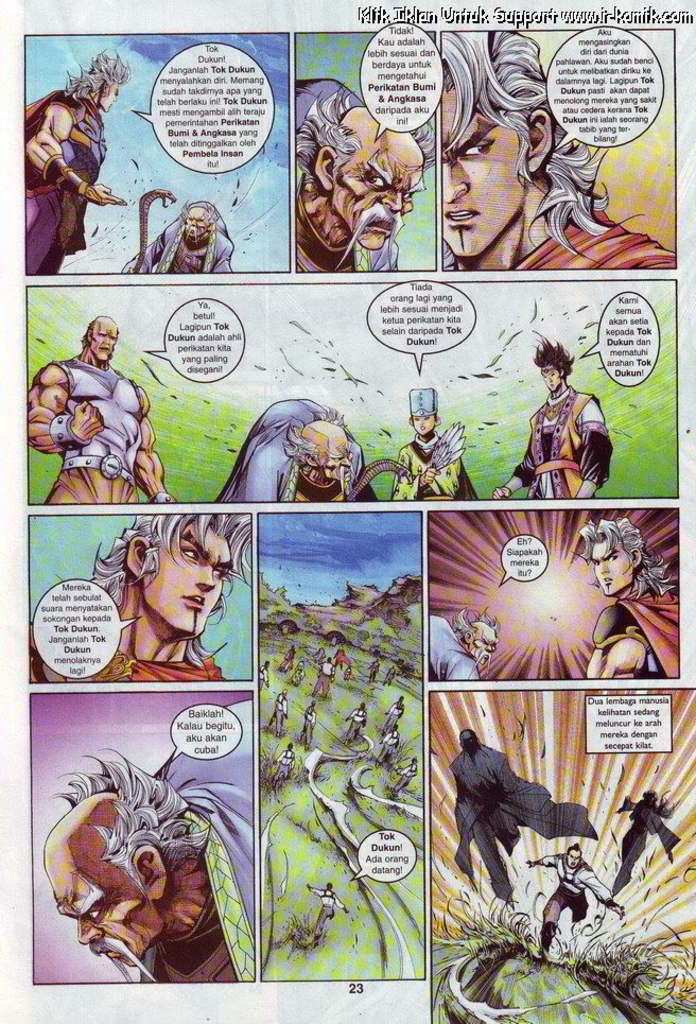 Klik Iklan Untuk Support www.ir-komik.com
Tok
Dukun!
Janganlah Tok Dukun
menyalahkan diri. Memang
sudah takdirnya apa yang
telah berlaku ini! Tok Dukun
mesti mengambil alih teraju
pemerintahan Perikatan
Bumi & Angkasa yang
telah ditinggalkan oleh
Pembela Insan
itu!
Tidak!
Kau adalah
lebih sesuai dan
berdaya untuk
mengetuai
Perikatan Bumi
& Angkasa
daripada aku
ini!
Aku
mengasingkan
diri dari dunia
pahlawan. Aku sudah benci
untuk melibatkan diriku ke
dalamnya lagi. Lagipun Tok
Dukun pasti akan dapat
menolong mereka yang sakit
atau cedera kerana Tok
Dukun ini ialah seorang
tabib yang ter-
bilang!
Ya,
betul!
Lagipun Tok
Dukun adalah ahli
perikatan kita
yang paling
disegani!
Tiada
orang lagi yang
lebih sesuai menjadi
ketua perikatan kita
selain daripada Tok
Dukun!
Kami
semua
akan setia
kepada Tok
Dukun dan
mematuhi
arahan Tok
Dukun!
Mereka
telah sebulat
suara menyatakan
sokongan kepada
Tok Dukun.
Janganlah Tok
Dukun
menolaknya
lagi!
Baiklah!
Kalau begitu,
aku akan
cuba!
Tok
Dukun!
Ada orang
datang!
Eh?
Siapakah
mereka
itu?
Dua lembaga manusia
kelihatan sedang
meluncur ke arah
mereka dengan
secepat kilat.
23